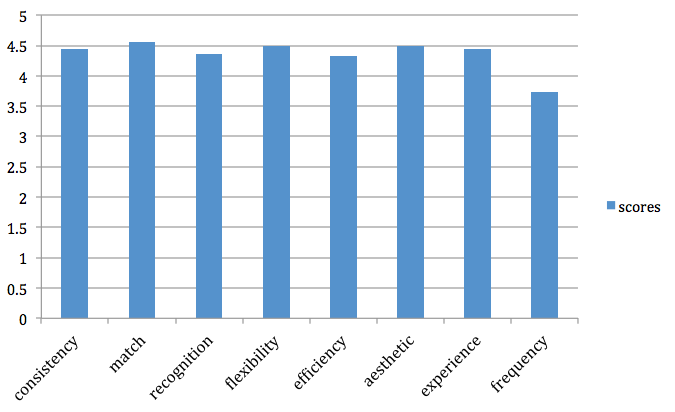 5
4.5
4
3.5
3
2.5
2
1.5
1
0.5
0
consistency
match
recognition
flexibility
efficiency
aesthetic
experience
frequency
scores